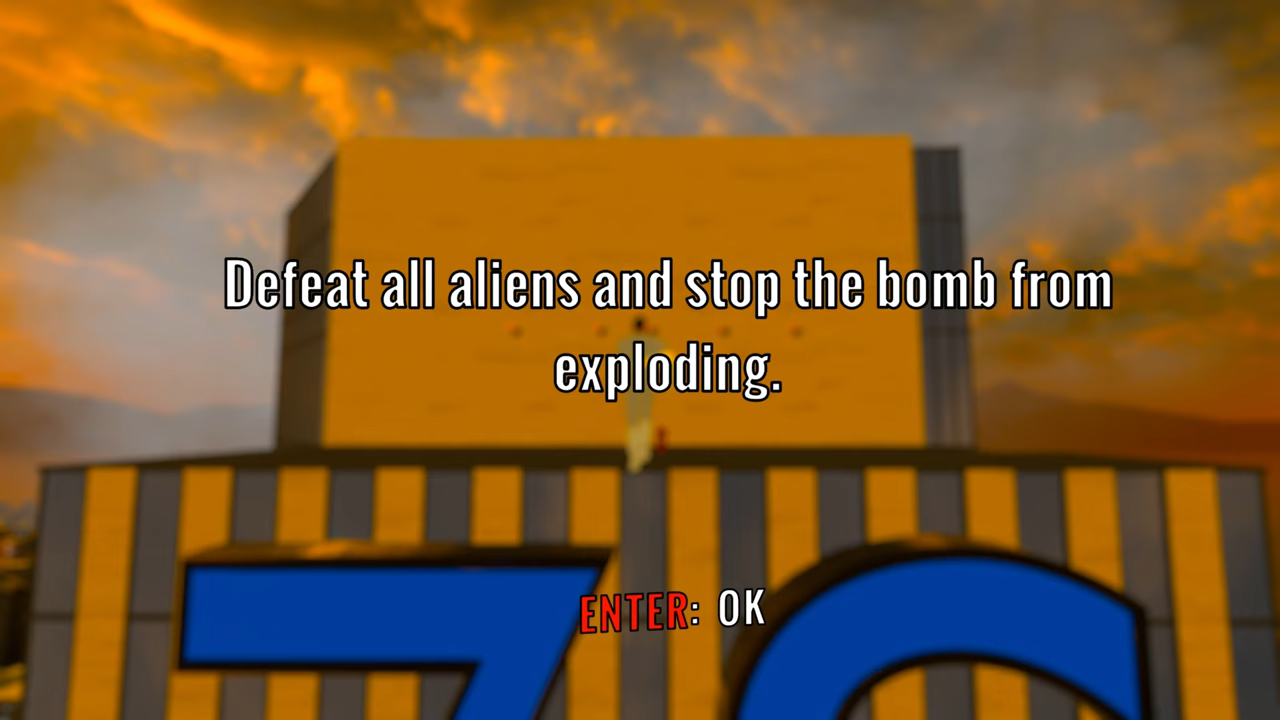 Defeat all aliens and stop the bomb from
exploding.
ENTER: OK